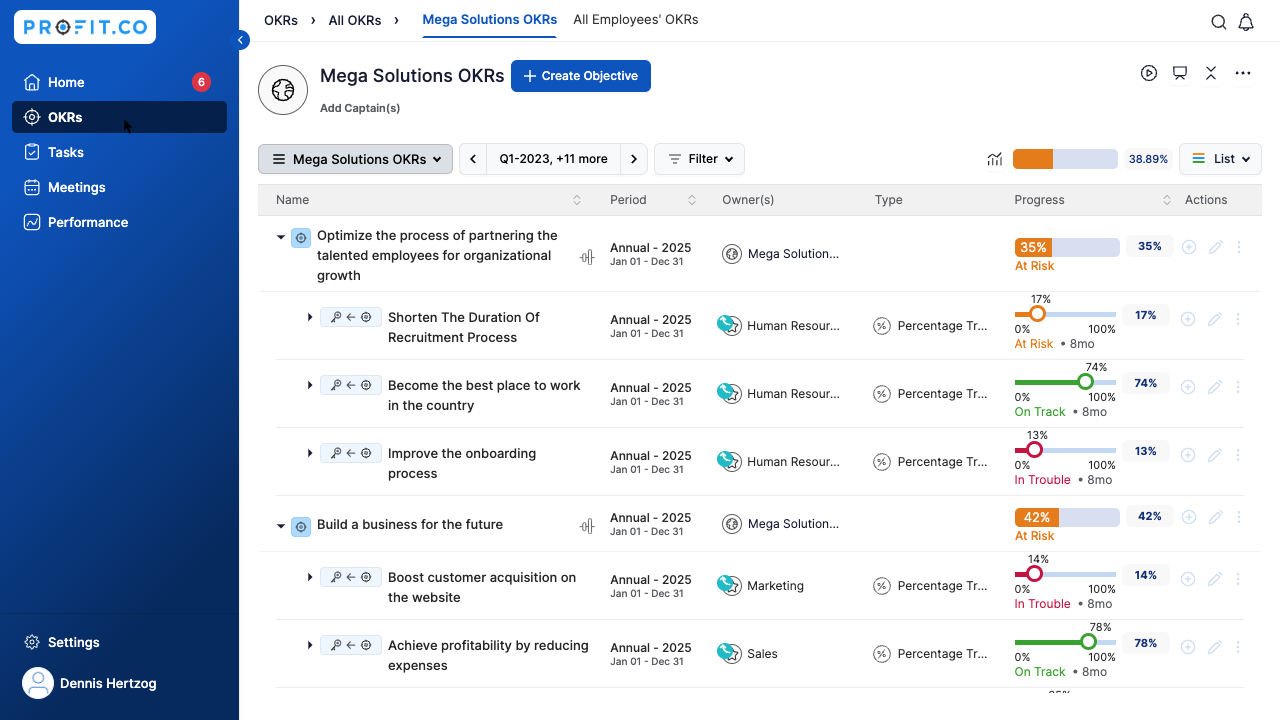 PROFIT.CO
Home
6
OKRs
Tasks
Meetings
Performance
Settings
Dennis Hertzog
OKRs
All OKRs
Mega Solutions OKRs
All Employees' OKRs
Mega Solutions OKRs
Create Objective
Add Captain(s)
Mega Solutions OKRs
Q1-2023, +11 more
Filter
38.89%
List
Name
Period
Owner(s)
Type
Progress
Actions
Optimize the process of partnering the
talented employees for organizational
growth
Annual - 2025
Jan 01 - Dec 31
Mega Solution...
35%
At Risk
35%
Shorten The Duration Of
Recruitment Process
Annual - 2025
Jan 01 - Dec 31
Human Resour...
Percentage Tr...
17%
0% 100%
At Risk • 8mo
17%
Become the best place to work
in the country
Annual - 2025
Jan 01 - Dec 31
Human Resour...
Percentage Tr...
74%
0% 100%
On Track • 8mo
74%
Improve the onboarding
process
Annual - 2025
Jan 01 - Dec 31
Human Resour...
Percentage Tr...
13%
0% 100%
In Trouble • 8mo
13%
Build a business for the future
Annual - 2025
Jan 01 - Dec 31
Mega Solution...
42%
At Risk
42%
Boost customer acquisition on
the website
Annual - 2025
Jan 01 - Dec 31
Marketing
Percentage Tr...
14%
0% 100%
In Trouble • 8mo
14%
Achieve profitability by reducing
expenses
Annual - 2025
Jan 01 - Dec 31
Sales
Percentage Tr...
78%
0% 100%
On Track • 8mo
78%